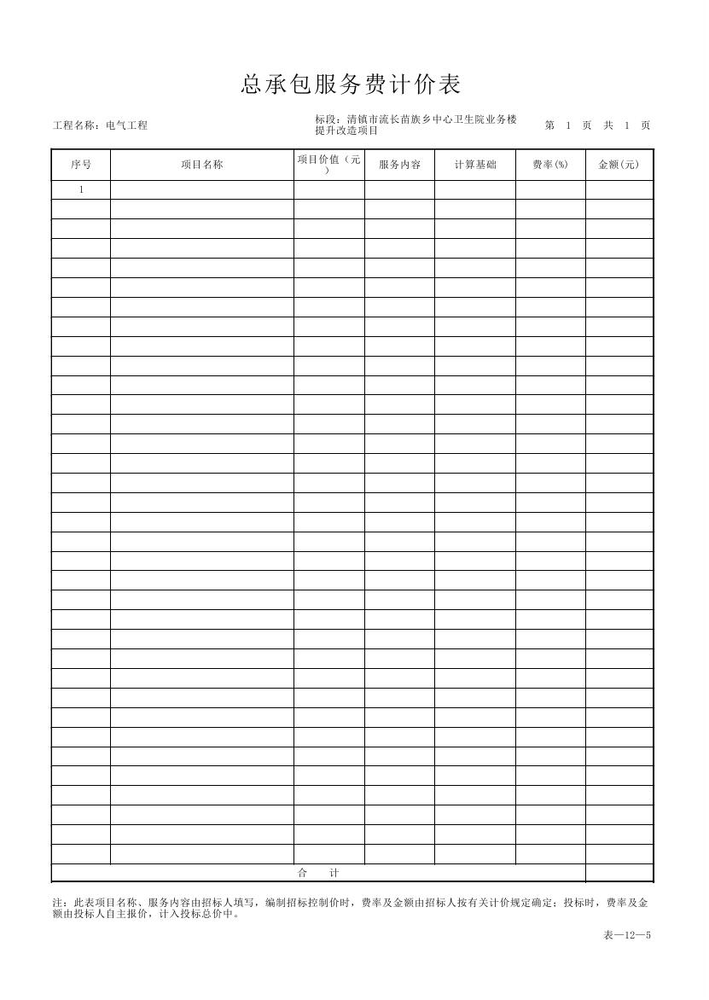 总承包服务费计价表
工程名称：电气工程
标段：清镇市流长苗族乡中心卫生院业务楼
提升改造项目
第 1 页 共 1 页
序号 项目名称 项目价值（元） 服务内容 计算基础 费率(%) 金额(元)
1
合 计
注：此表项目名称、服务内容由招标人填写，编制招标控制价时，费率及金额由招标人按有关计价规定确定；投标时，费率及金
额由投标人自主报价，计入投标总价中。
表—12—5